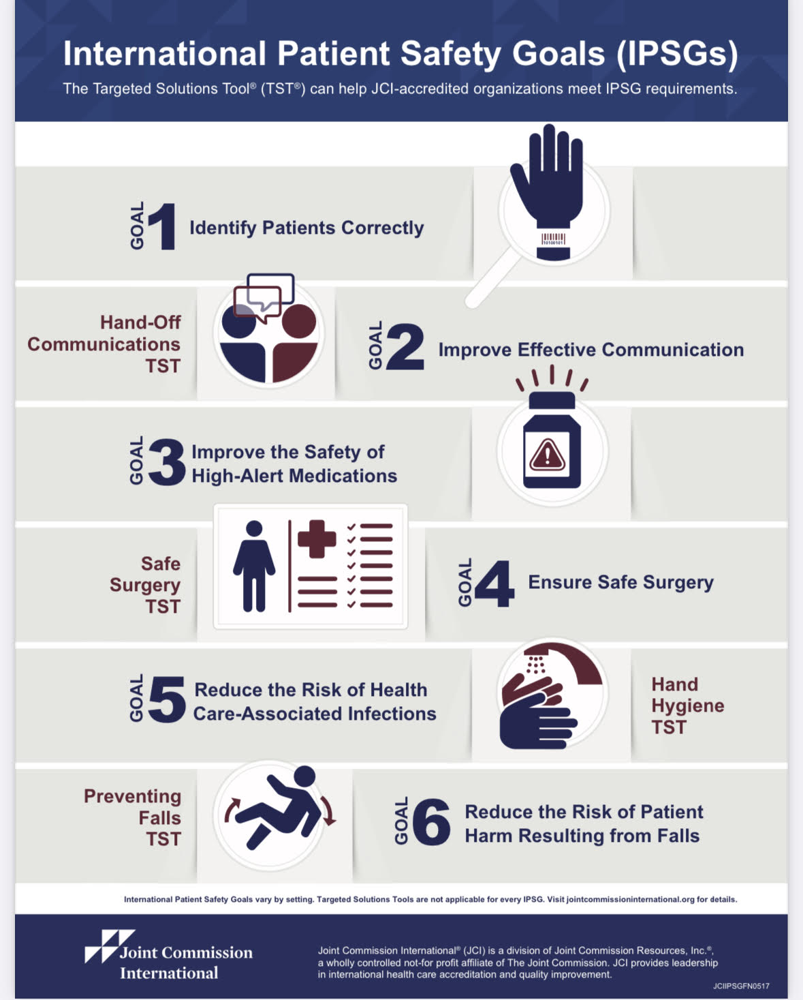 International Patient Safety Goals (IPSGs)
The Targeted Solutions Tool® (TST®) can help JCI-accredited organizations meet IPSG requirements.
GOAL 1 Identify Patients Correctly
10100101
Hand-Off
Communications
TST
GOAL 2 Improve Effective Communication
GOAL 3 Improve the Safety of
High-Alert Medications
!
Safe
Surgery
TST
GOAL 4 Ensure Safe Surgery
GOAL 5 Reduce the Risk of Health
Care-Associated Infections
Hand
Hygiene
TST
Preventing
Falls
TST
GOAL 6 Reduce the Risk of Patient
Harm Resulting from Falls
International Patient Safety Goals vary by setting. Targeted Solutions Tools are not applicable for every IPSG. Visit jointcommissioninternational.org for details.
Joint Commission
International
Joint Commission International® (JCI) is a division of Joint Commission Resources, Inc.®,
a wholly controlled not-for profit affiliate of The Joint Commission. JCI provides leadership
in international health care accreditation and quality improvement.
JCIIPSGFN0517